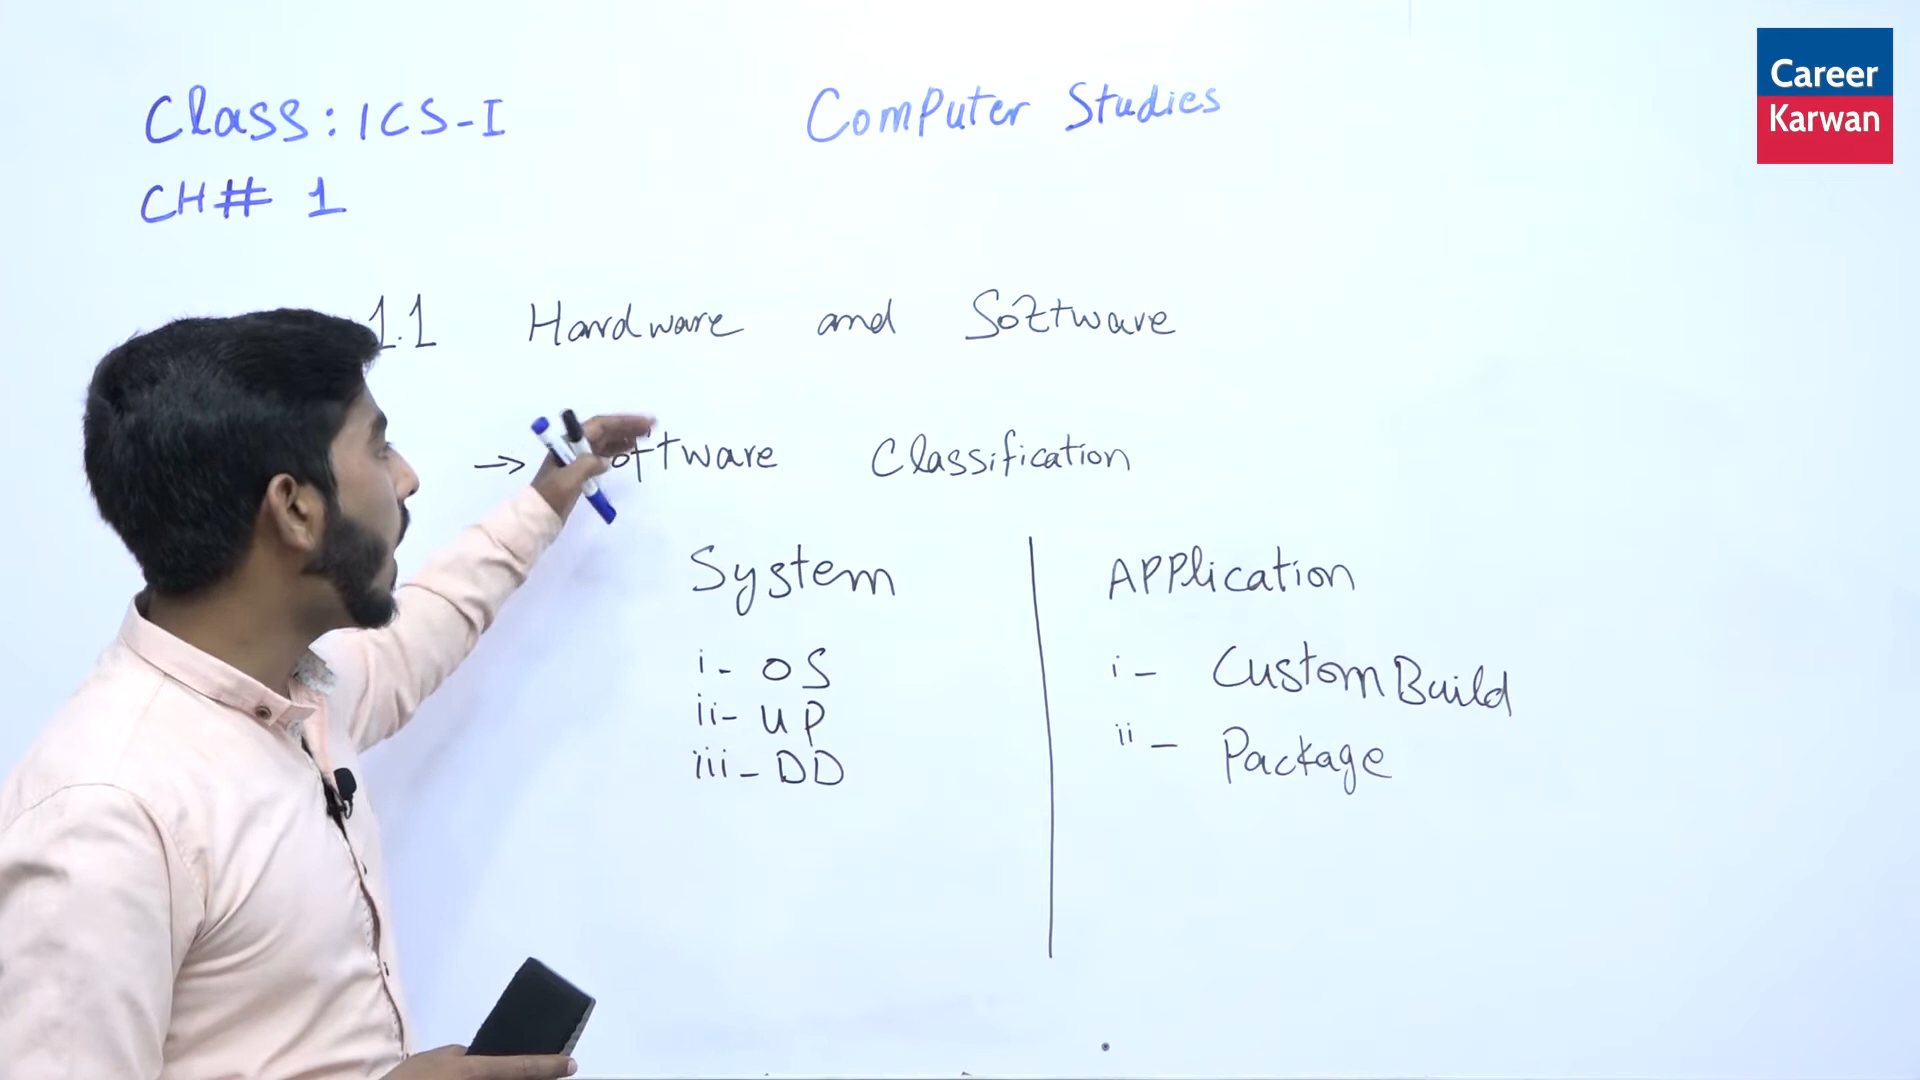 Class: ICS-I
Computer Studies
Career
Karwan
CH# 1
1.1 Hardware and Software
→ oftware Classification
System
Application
i- OS
ii- UP
iii- DD
i- Custom Build
ii- Package